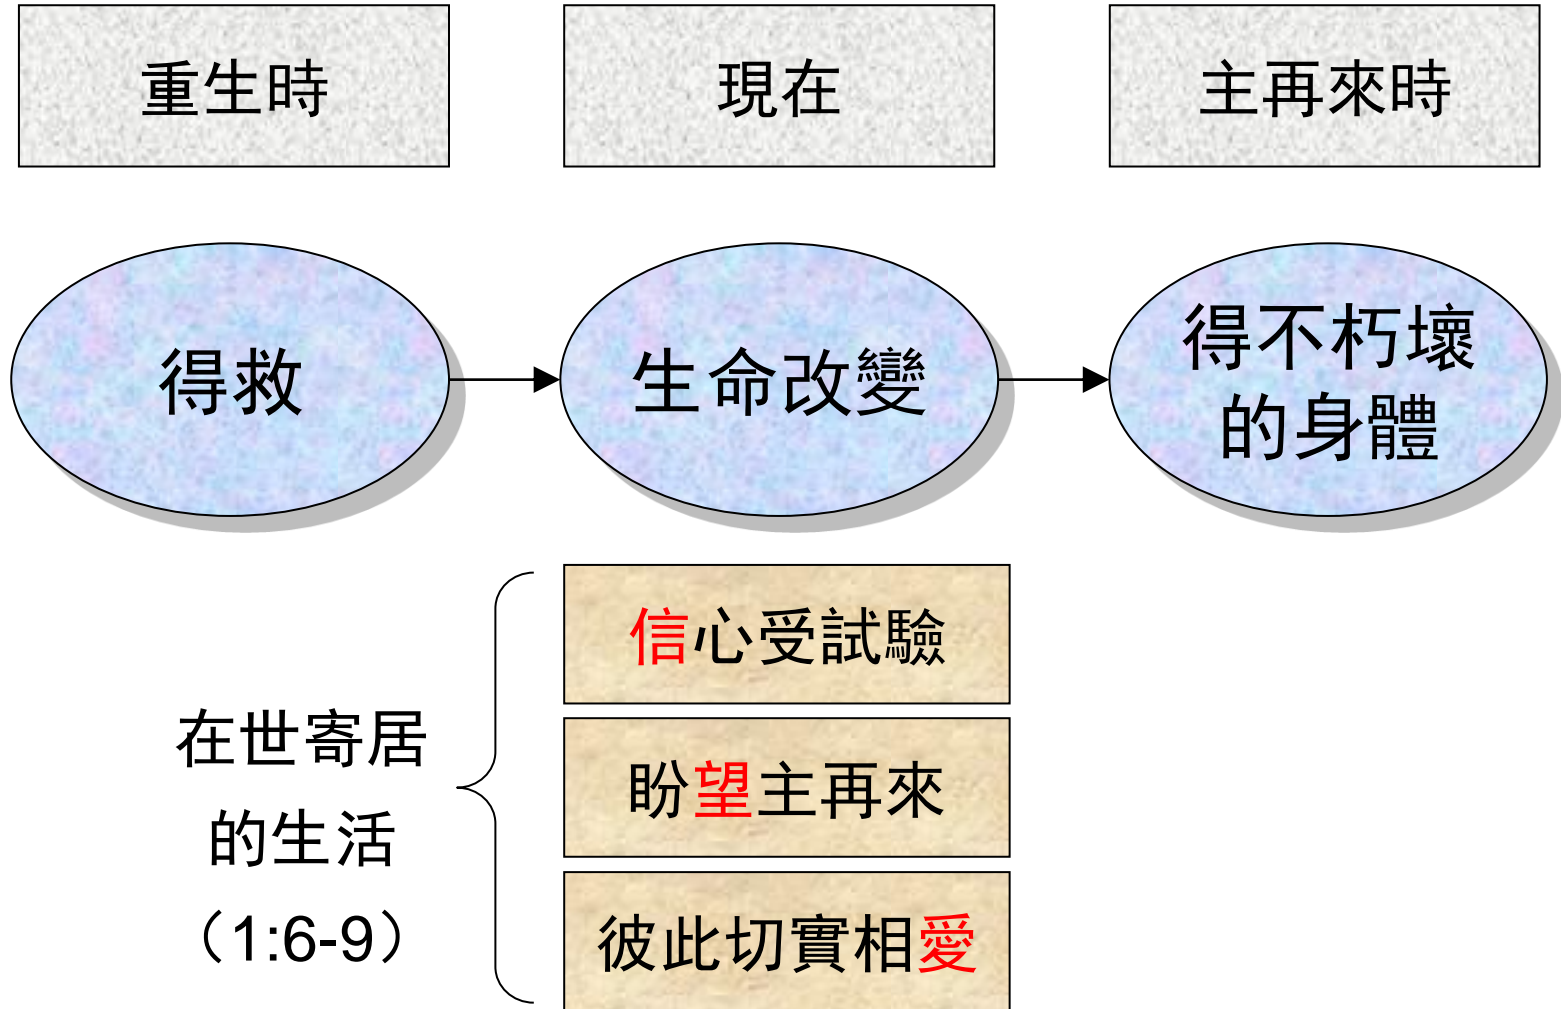 重生時
現在
主再來時
得救
生命改變
得不朽壞
的身體
在世寄居
的生活
（1:6-9）
信心受試驗
盼望主再來
彼此切實相愛